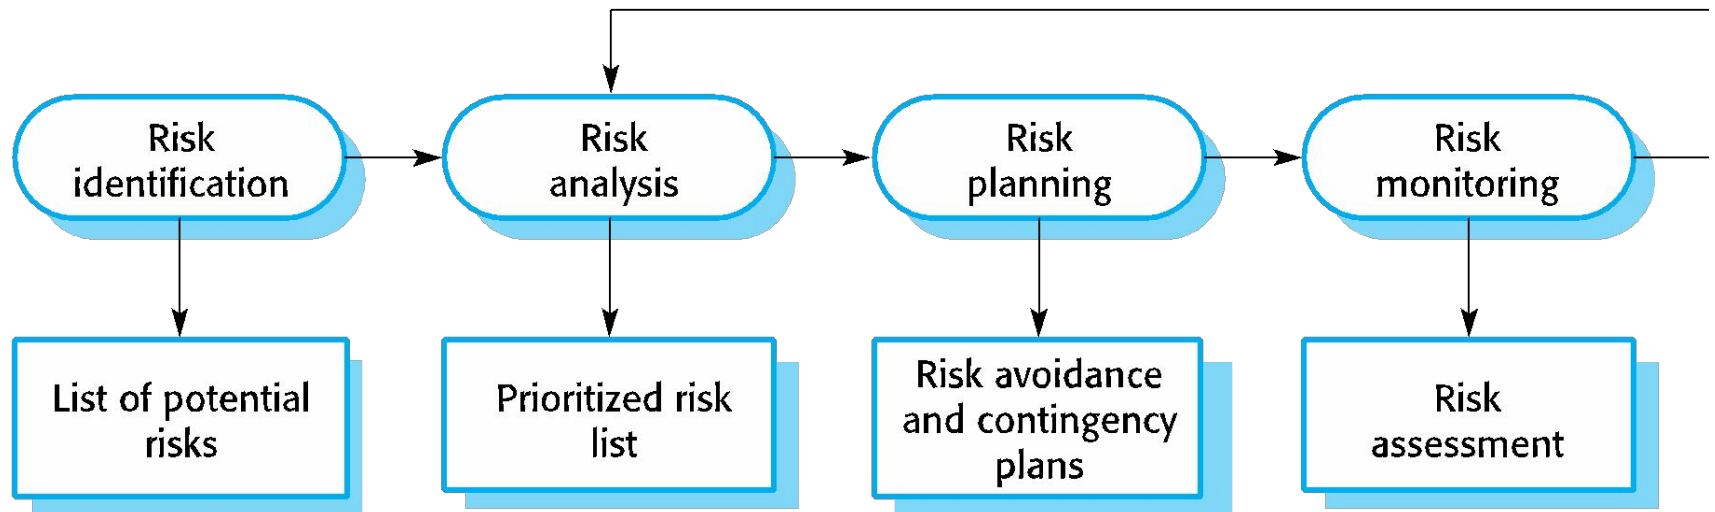 Risk
identification
Risk
analysis
Risk
planning
Risk
monitoring
List of potential
risks
Prioritized risk
list
Risk avoidance
and contingency
plans
Risk
assessment